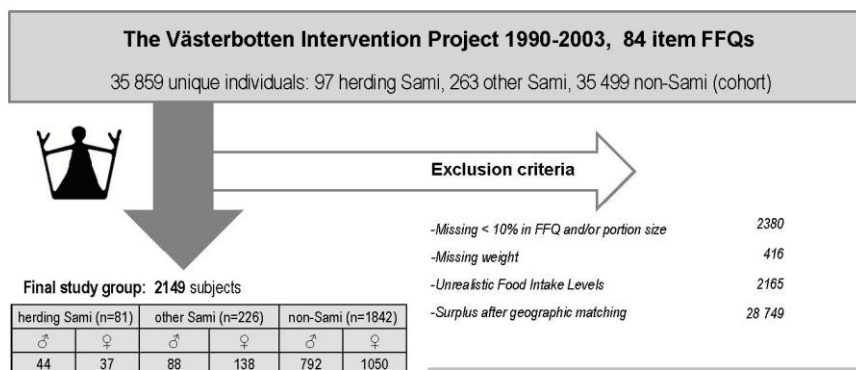 The Västerbotten Intervention Project 1990-2003, 84 item FFQs
35 859 unique individuals: 97 herding Sami, 263 other Sami, 35 499 non-Sami (cohort)
Exclusion criteria
-Missing < 10% in FFQ and/or portion size 2380
-Missing weight 416
-Unrealistic Food Intake Levels 2165
-Surplus after geographic matching 28 749
Final study group: 2149 subjects
herding Sami (n=81) other Sami (n=226) non-Sami (n=1842)
♂ ♀ ♂ ♀ ♂ ♀
44 37 88 138 792 1050